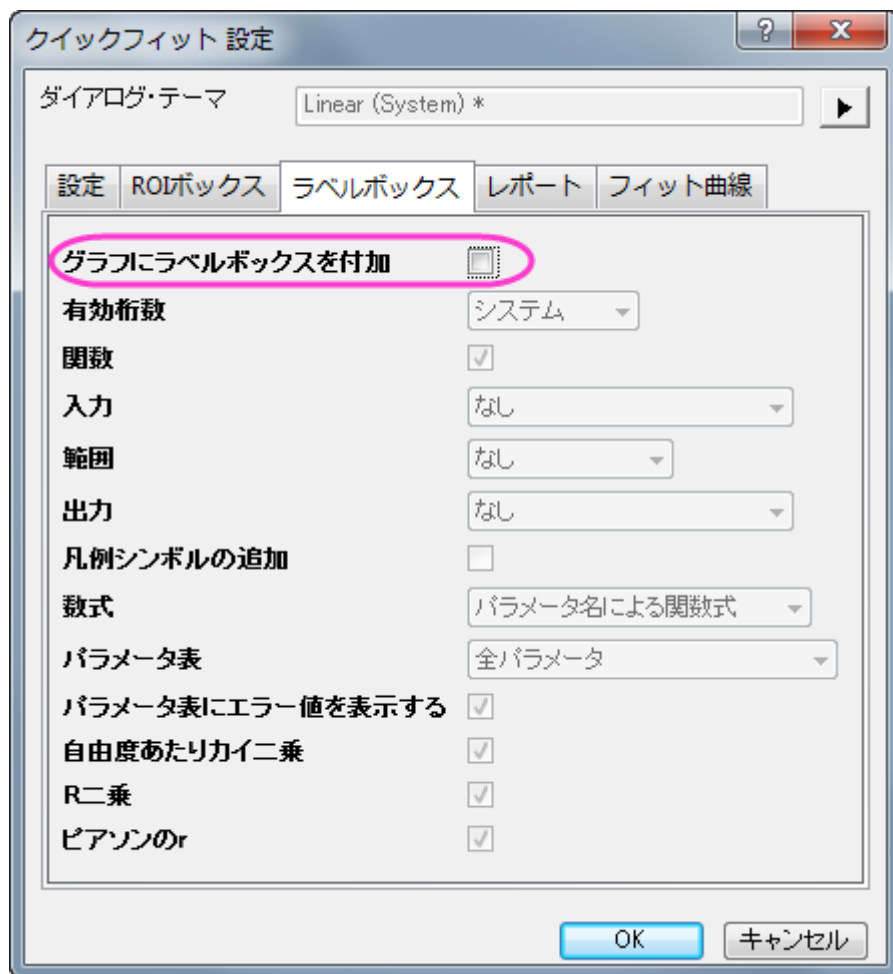 クイックフィット 設定
?
ダイアログ・テーマ Linear (System) *
設定 ROIボックス ラベルボックス レポート フィット曲線
グラフにラベルボックスを付加
有効桁数 システム
関数
入力 なし
範囲 なし
出力 なし
凡例シンボルの追加
数式 パラメータ名による関数式
パラメータ表 全パラメータ
パラメータ表にエラー値を表示する
自由度あたりカイ二乗
R二乗
ピアソンのr
OK キャンセル